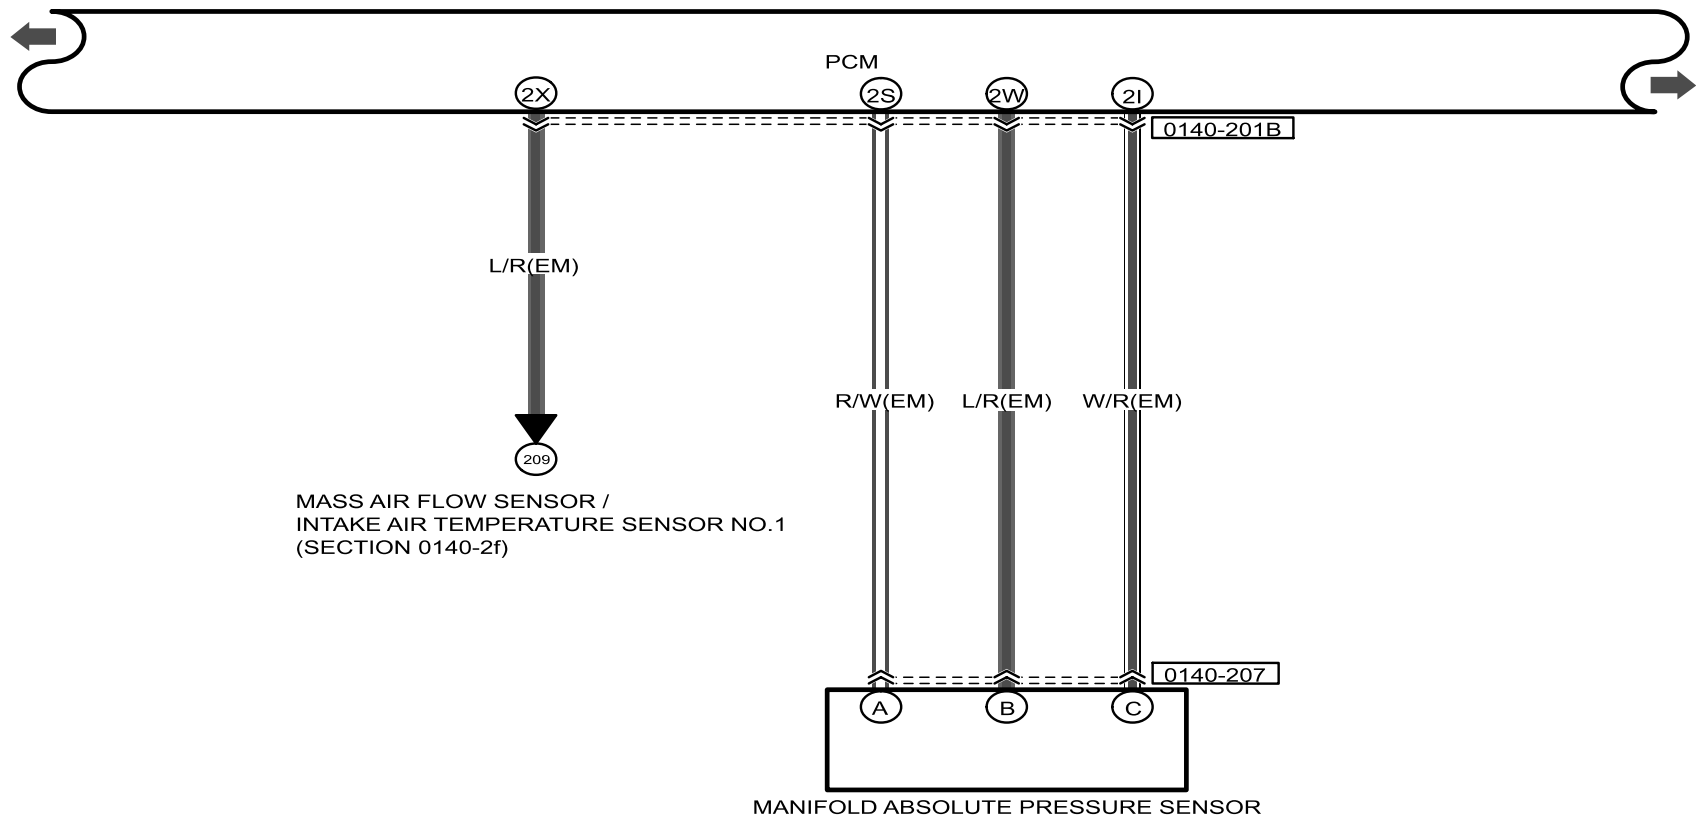 PCM
2X
2S
2W
2I
0140-201B
L/R(EM)
R/W(EM)
L/R(EM)
W/R(EM)
209
MASS AIR FLOW SENSOR /
INTAKE AIR TEMPERATURE SENSOR NO.1
(SECTION 0140-2f)
0140-207
A
B
C
MANIFOLD ABSOLUTE PRESSURE SENSOR